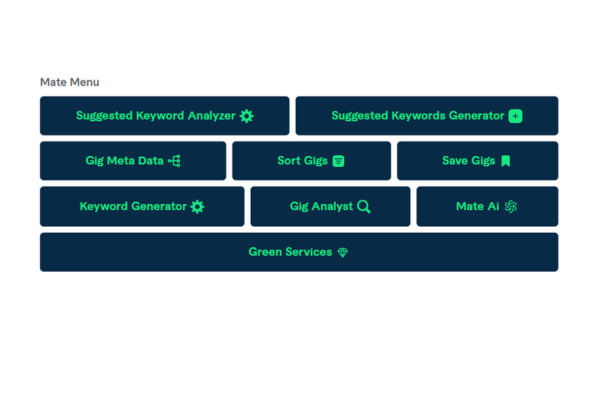 Mate Menu
Suggested Keyword Analyzer
Suggested Keywords Generator
Gig Meta Data
Sort Gigs
Save Gigs
Keyword Generator
Gig Analyst
Mate Ai
Green Services